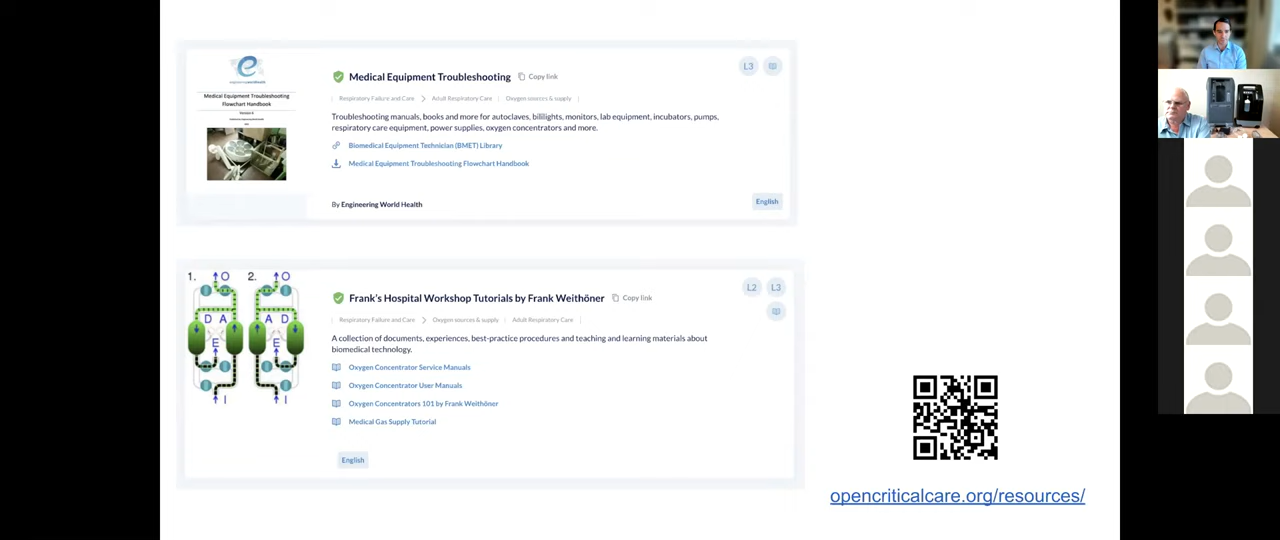 Medical Equipment Troubleshooting
Flowchart Handbook
Medical Equipment Troubleshooting Copy link
L3
Respiratory Failure and Care Adult Respiratory Care Oxygen sources & supply
Troubleshooting manuals, books and more for autoclaves, bililights, monitors, lab equipment, incubators, pumps,
respiratory care equipment, power supplies, oxygen concentrators and more.
Biomedical Equipment Technician (BMET) Library
Medical Equipment Troubleshooting Flowchart Handbook
By Engineering World Health
English
1. O 2. O
D A A D
E E
I I
Frank's Hospital Workshop Tutorials by Frank Weithöner Copy link
L2 L3
Respiratory Failure and Care Oxygen sources & supply Adult Respiratory Care
A collection of documents, experiences, best-practice procedures and teaching and learning materials about
biomedical technology.
Oxygen Concentrator Service Manuals
Oxygen Concentrator User Manuals
Oxygen Concentrators 101 by Frank Weithöner
Medical Gas Supply Tutorial
English
opencriticalcare.org/resources/